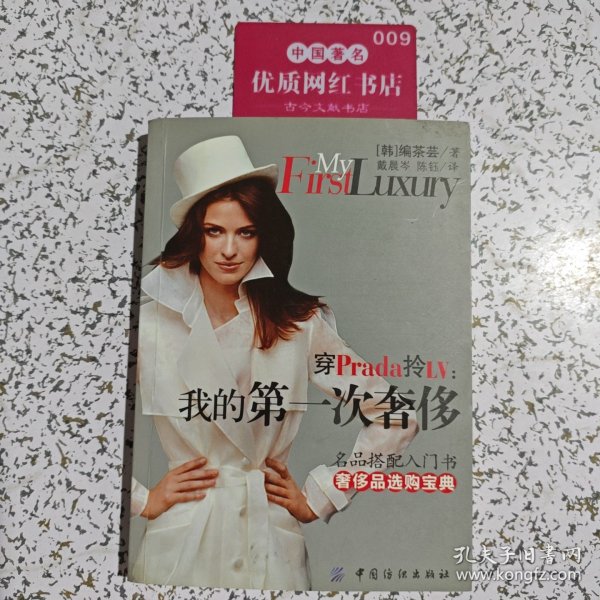 009
中国著名
优质网红书店
古今文献书店
[韩]编茶芸/著
戴晨岑 陈钰/译
My
First Luxury
穿Prada拎LV:
我的第一次奢侈
名品搭配入门书
奢侈品选购宝典
中国纺织出版社
孔夫子旧书网
www.kongfz.com